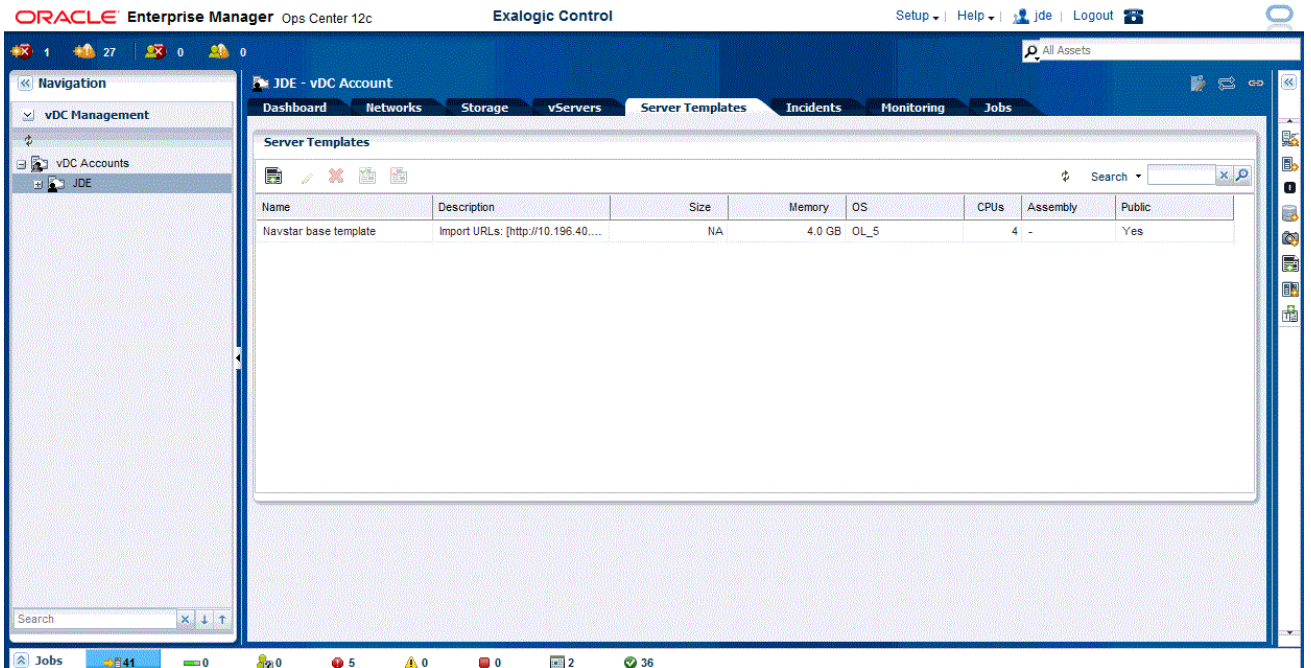 ORACLE Enterprise Manager Ops Center 12c Exalogic Control Setup Help jde Logout
1 27 0 0 All Assets
Navigation
vDC Management
vDC Accounts
JDE
JDE - vDC Account
Dashboard Networks Storage vServers Server Templates Incidents Monitoring Jobs
Server Templates
Search
Name Description Size Memory OS CPUs Assembly Public
Navstar base template Import URLs: [http://10.196.40.... NA 4.0 GB OL_5 4 - Yes
Search
Jobs 41 0 0 5 0 0 2 36